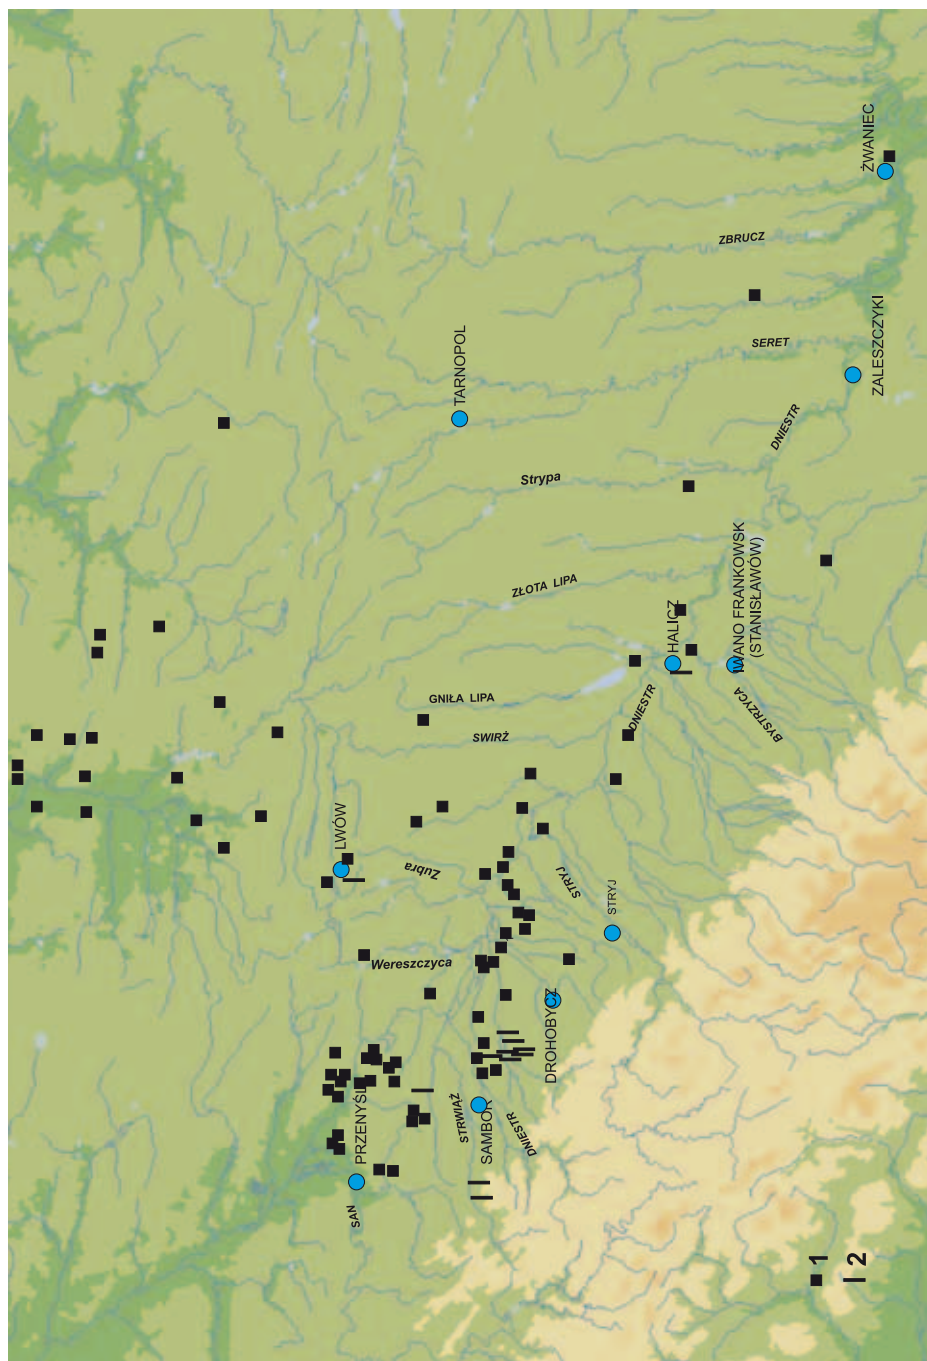 ŻWANIEC
ZBRUCZ
ZALESZCZYKI
SERET
TARNOPOL
DNIESTR
Strypa
IWANO FRANKOWSK
(STANISŁAWÓW)
ZŁOTA LIPA
HALICZ
BYSTRZYCA
DNIESTR
GNIŁA LIPA
SWIRŻ
LWÓW
Zubra
STRYJ
STRYJ
Wereszczyca
DROHOBYCZ
PRZENYŚL
STRWIĄŻ
SAMBOR
DNIESTR
SAN
1
2